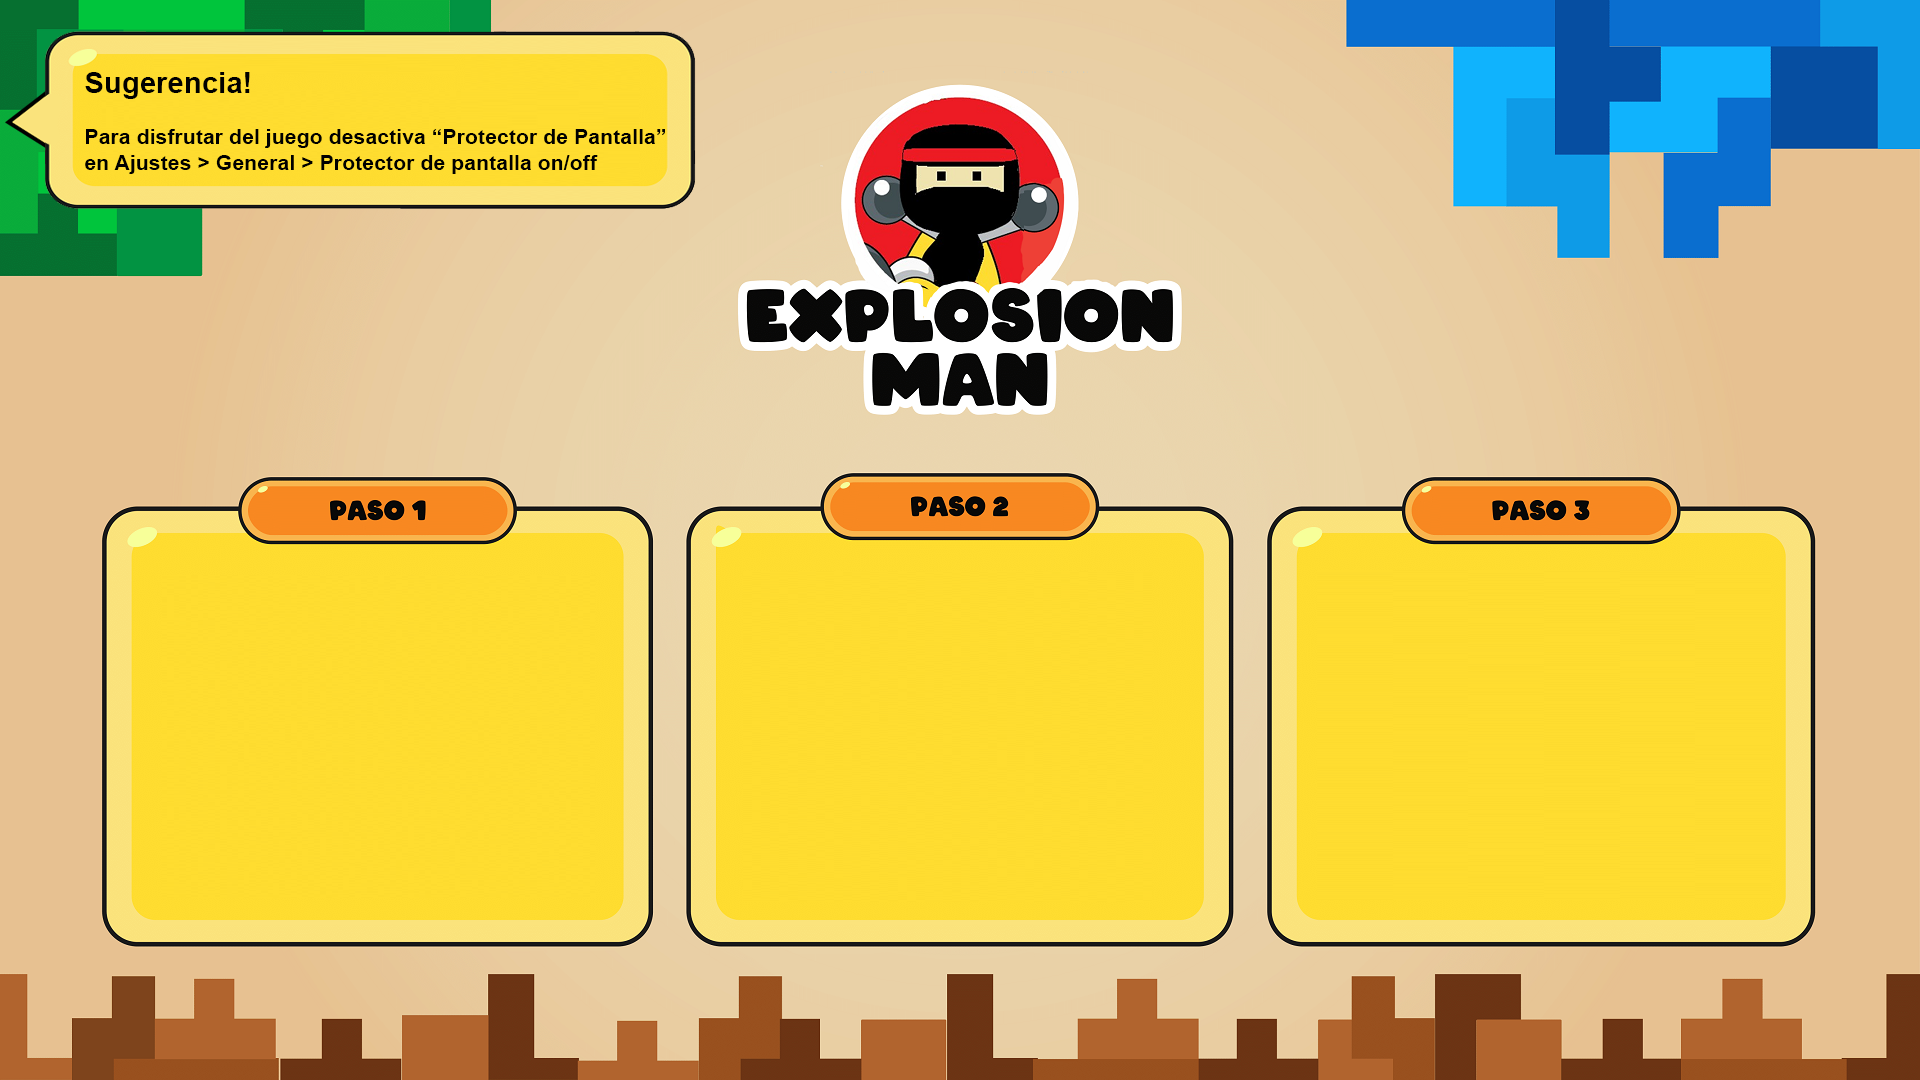 Sugerencia!
Para disfrutar del juego desactiva “Protector de Pantalla”
en Ajustes > General > Protector de pantalla on/off
EXPLOSION
MAN
PASO 1
PASO 2
PASO 3